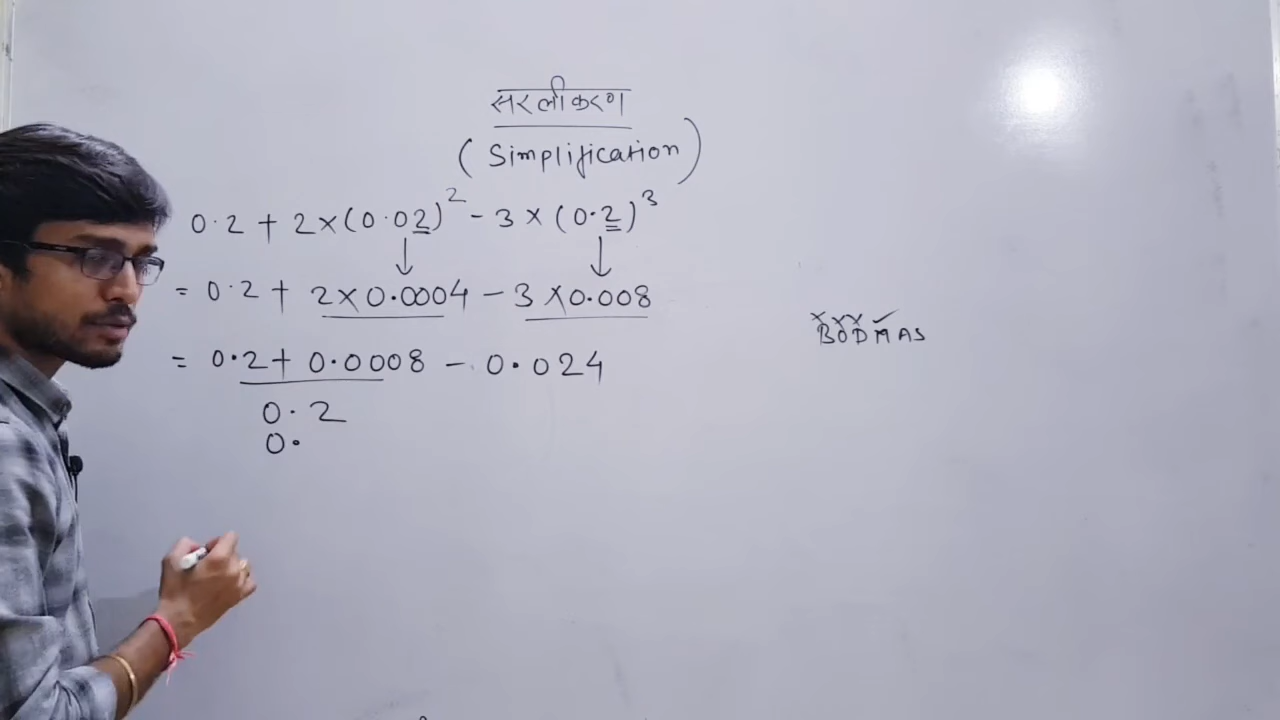 सरलीकरण
(Simplification)
0.2 + 2 × (0.02)² - 3 × (0.2)³
= 0.2 + 2 × 0.0004 - 3 × 0.008
BODMAS
= 0.2 + 0.0008 - 0.024
0.2
0.